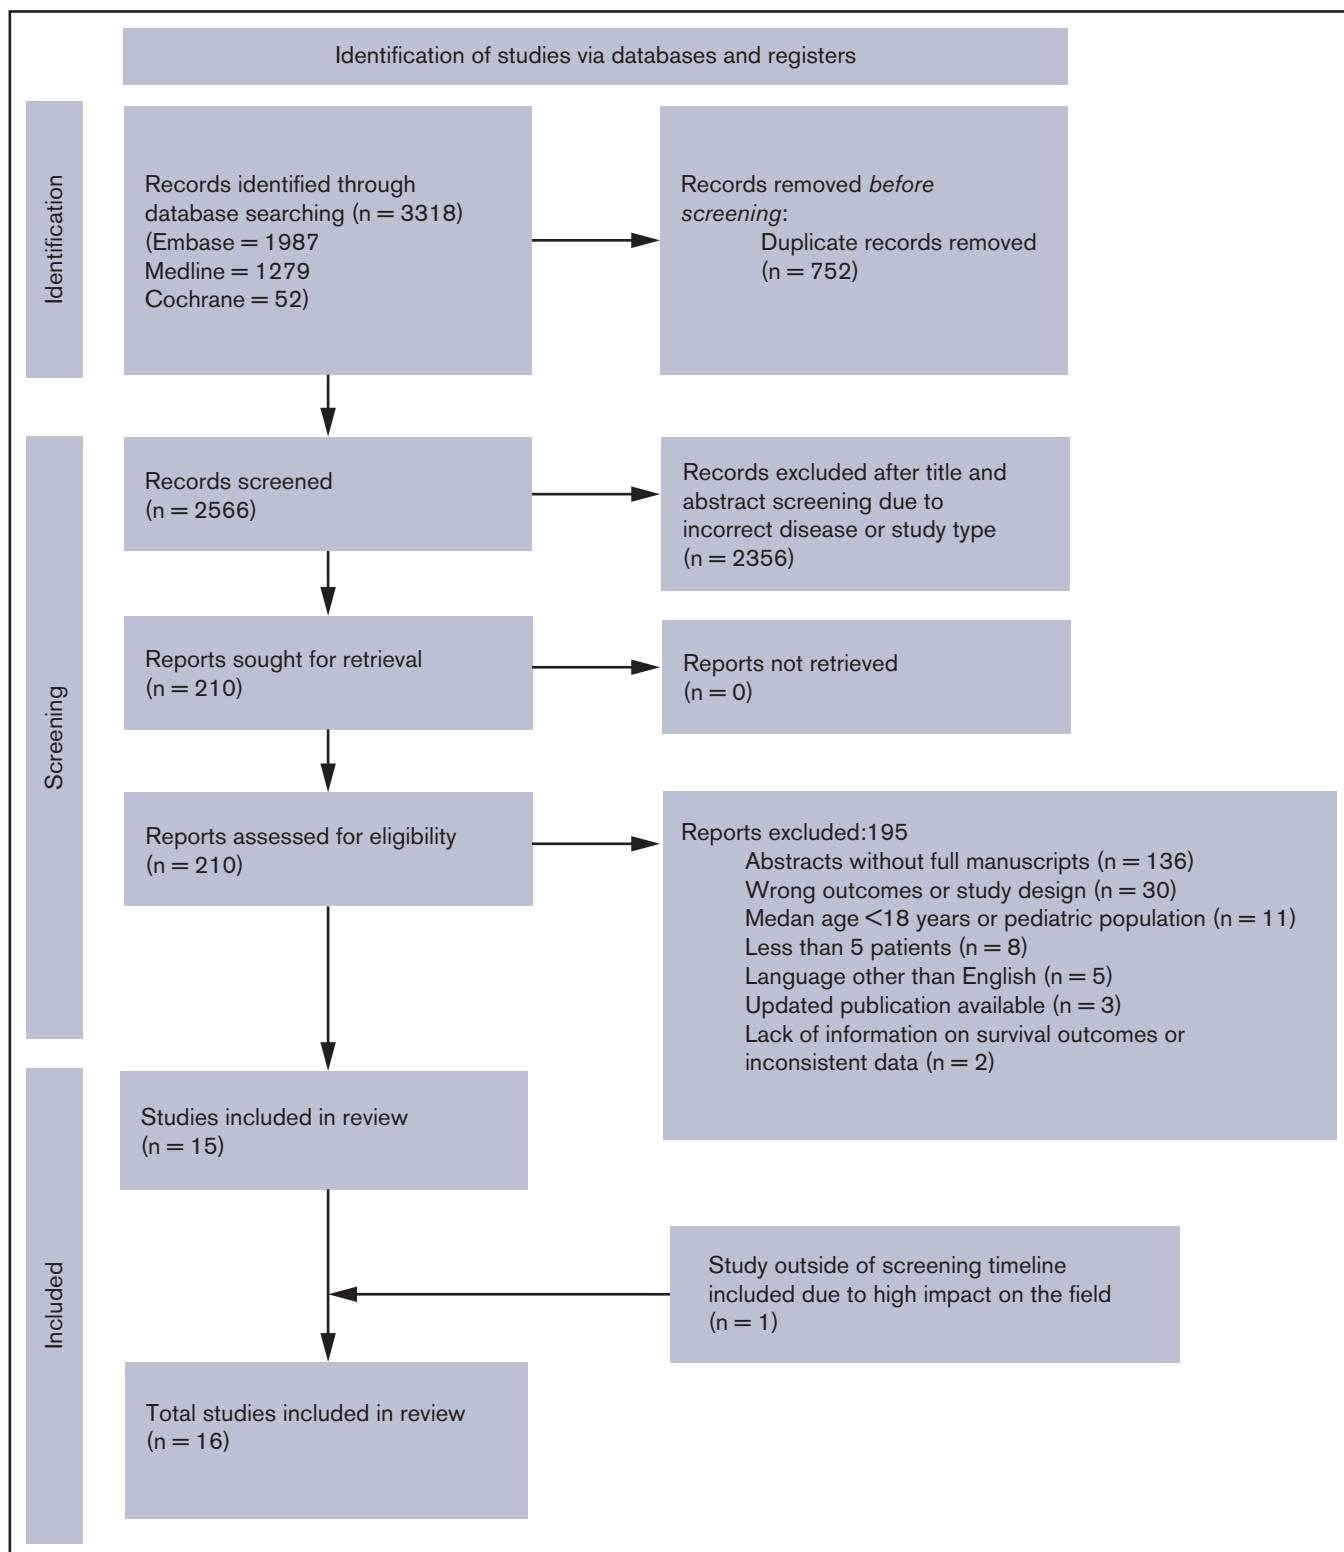 Identification of studies via databases and registers
Identification
Records identified through
database searching (n = 3318)
(Embase = 1987
Medline = 1279
Cochrane = 52)
Records removed before
screening:
Duplicate records removed
(n = 752)
Screening
Records screened
(n = 2566)
Records excluded after title and
abstract screening due to
incorrect disease or study type
(n = 2356)
Reports sought for retrieval
(n = 210)
Reports not retrieved
(n = 0)
Reports assessed for eligibility
(n = 210)
Reports excluded:195
Abstracts without full manuscripts (n = 136)
Wrong outcomes or study design (n = 30)
Medan age <18 years or pediatric population (n = 11)
Less than 5 patients (n = 8)
Language other than English (n = 5)
Updated publication available (n = 3)
Lack of information on survival outcomes or
inconsistent data (n = 2)
Included
Studies included in review
(n = 15)
Study outside of screening timeline
included due to high impact on the field
(n = 1)
Total studies included in review
(n = 16)